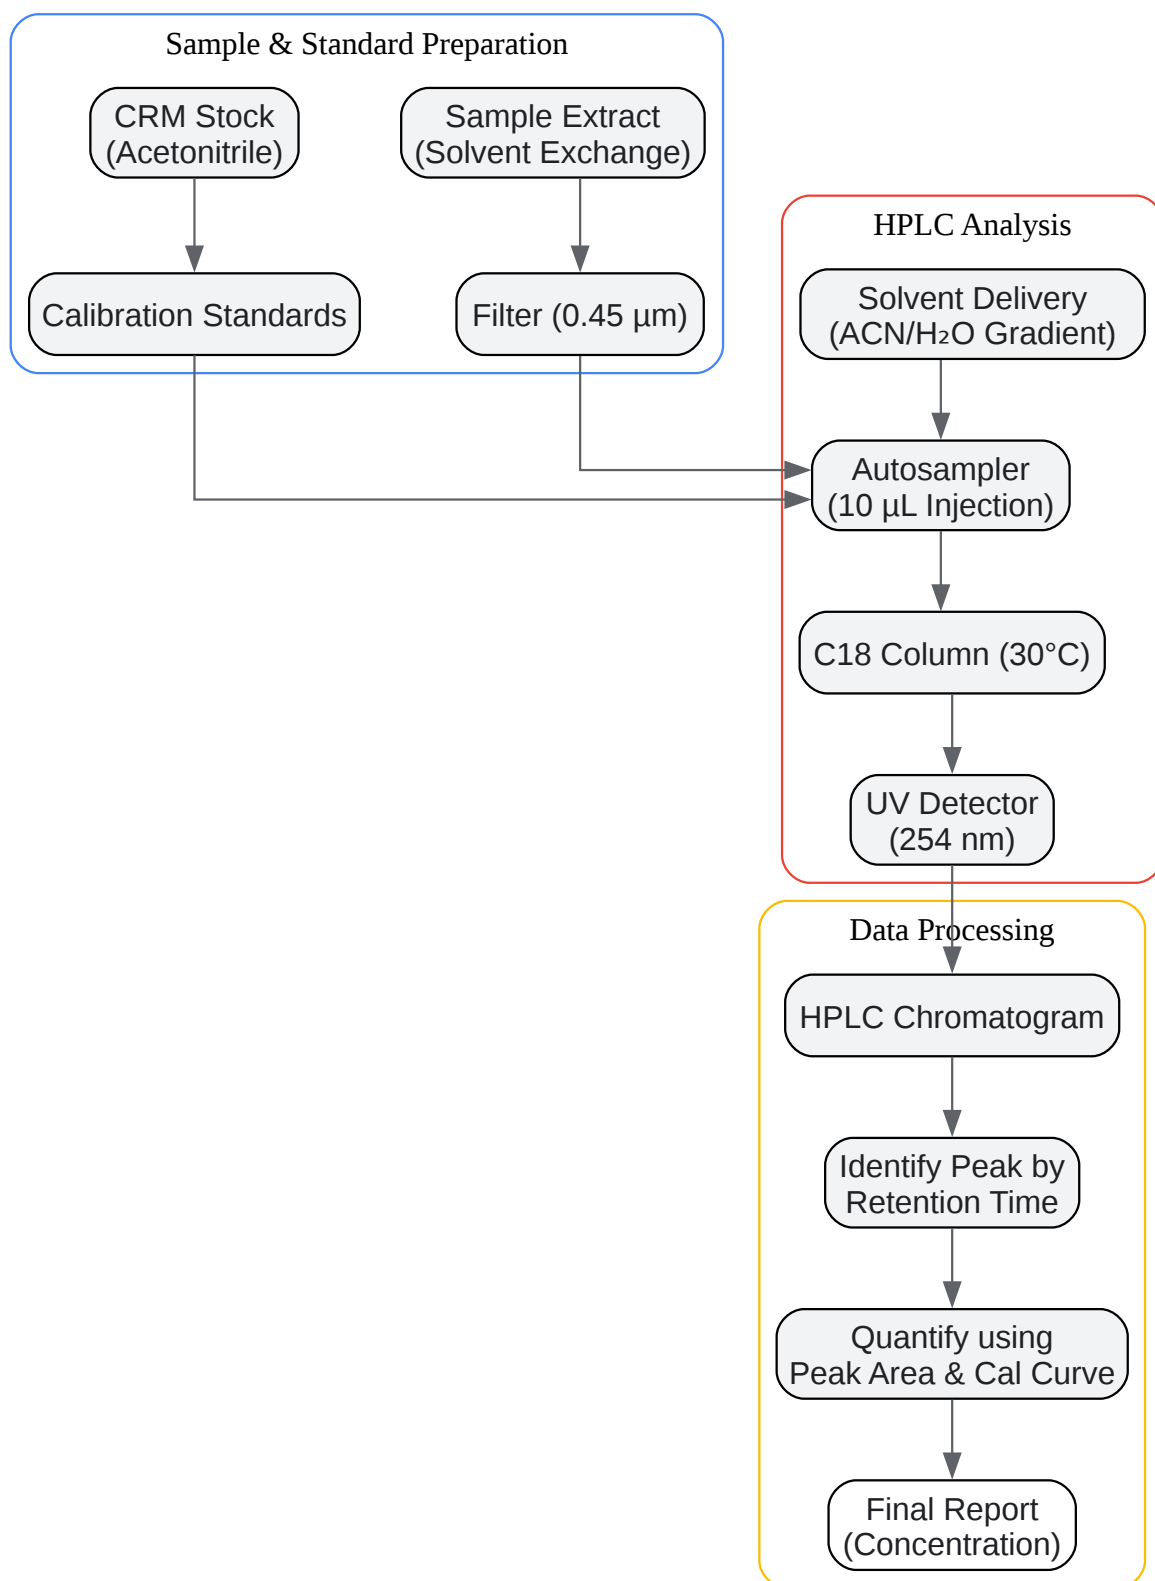 Sample & Standard Preparation
CRM Stock
(Acetonitrile)
Sample Extract
(Solvent Exchange)
Calibration Standards
Filter (0.45 µm)
HPLC Analysis
Solvent Delivery
(ACN/H₂O Gradient)
Autosampler
(10 µL Injection)
C18 Column (30°C)
UV Detector
(254 nm)
Data Processing
HPLC Chromatogram
Identify Peak by
Retention Time
Quantify using
Peak Area & Cal Curve
Final Report
(Concentration)